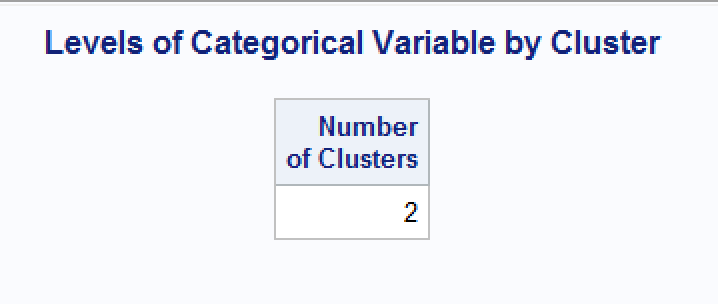 Levels of Categorical Variable by Cluster
Number
of Clusters
2